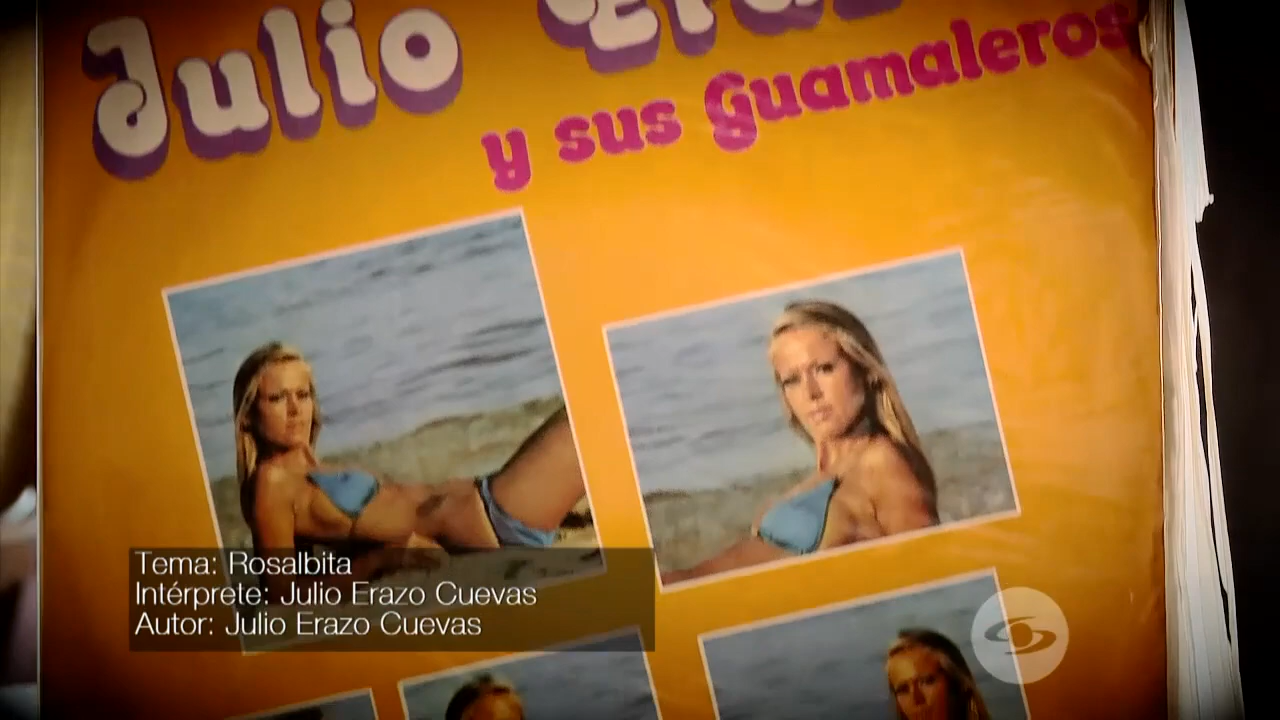 Julio
y sus Guamaleros
Tema: Rosalbita
Intérprete: Julio Erazo Cuevas
Autor: Julio Erazo Cuevas